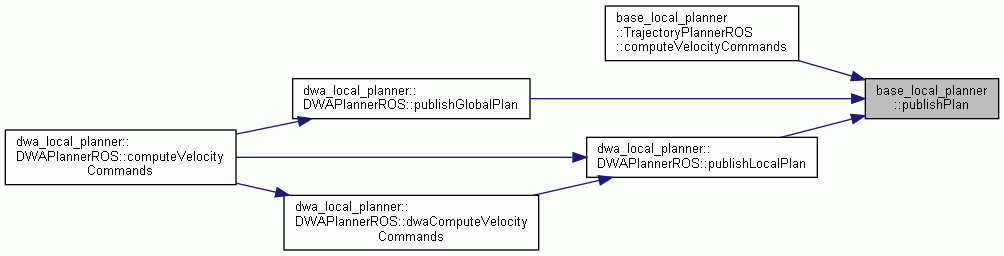 base_local_planner
::TrajectoryPlannerROS
::computeVelocityCommands
dwa_local_planner::
DWAPlannerROS::publishGlobalPlan
base_local_planner
::publishPlan
dwa_local_planner::
DWAPlannerROS::computeVelocity
Commands
dwa_local_planner::
DWAPlannerROS::publishLocalPlan
dwa_local_planner::
DWAPlannerROS::dwaComputeVelocity
Commands